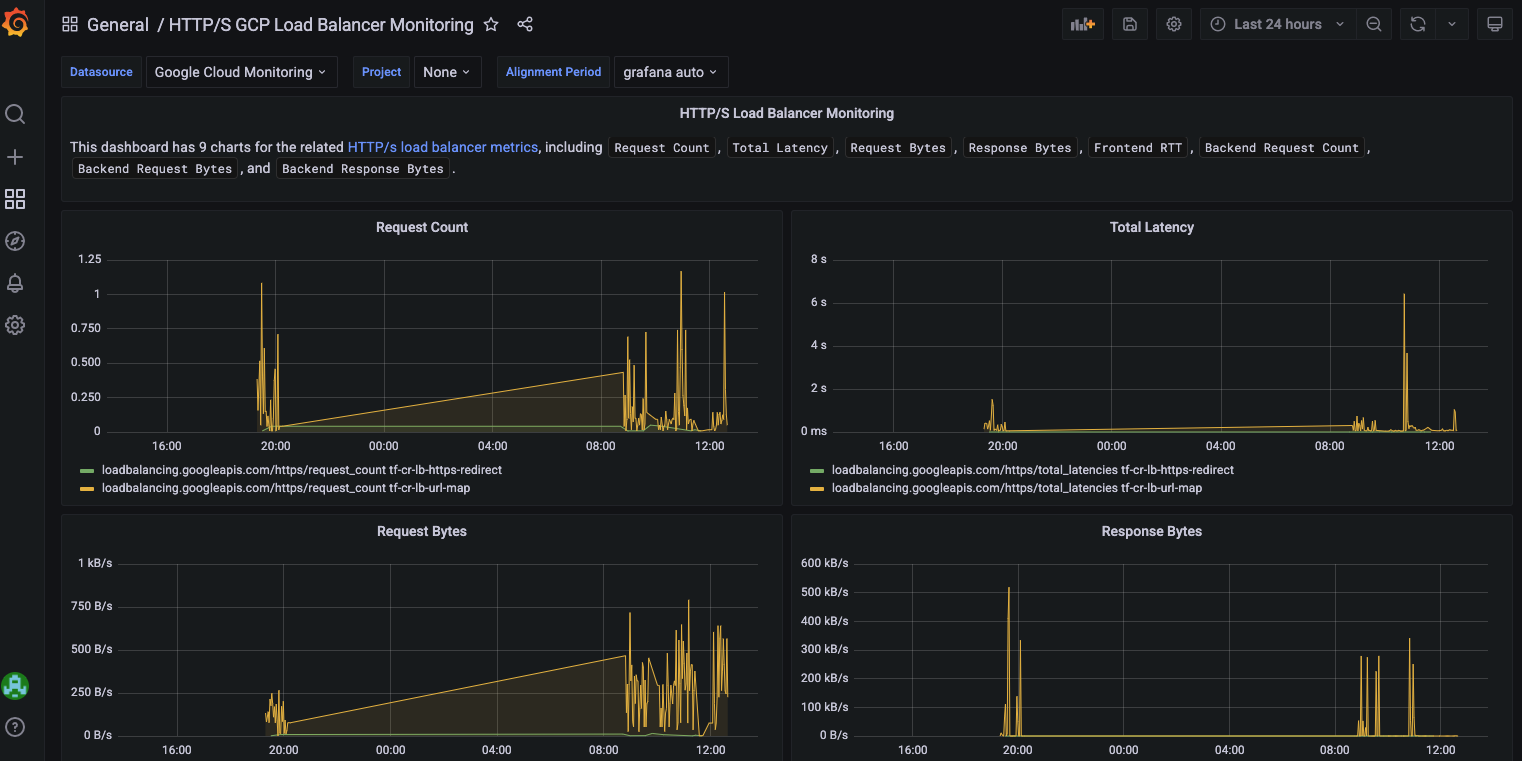 General / HTTP/S GCP Load Balancer Monitoring
Last 24 hours
Datasource Google Cloud Monitoring Project None Alignment Period grafana auto
HTTP/S Load Balancer Monitoring
This dashboard has 9 charts for the related HTTP/s load balancer metrics, including Request Count , Total Latency , Request Bytes , Response Bytes , Frontend RTT , Backend Request Count ,
Backend Request Bytes , and Backend Response Bytes .
Request Count
1.25
1
0.750
0.500
0.250
0
16:00 20:00 00:00 04:00 08:00 12:00
loadbalancing.googleapis.com/https/request_count tf-cr-lb-https-redirect
loadbalancing.googleapis.com/https/request_count tf-cr-lb-url-map
Total Latency
8 s
6 s
4 s
2 s
0 ms
16:00 20:00 00:00 04:00 08:00 12:00
loadbalancing.googleapis.com/https/total_latencies tf-cr-lb-https-redirect
loadbalancing.googleapis.com/https/total_latencies tf-cr-lb-url-map
Request Bytes
1 kB/s
750 B/s
500 B/s
250 B/s
0 B/s
16:00 20:00 00:00 04:00 08:00 12:00
Response Bytes
600 kB/s
500 kB/s
400 kB/s
300 kB/s
200 kB/s
100 kB/s
0 B/s
16:00 20:00 00:00 04:00 08:00 12:00